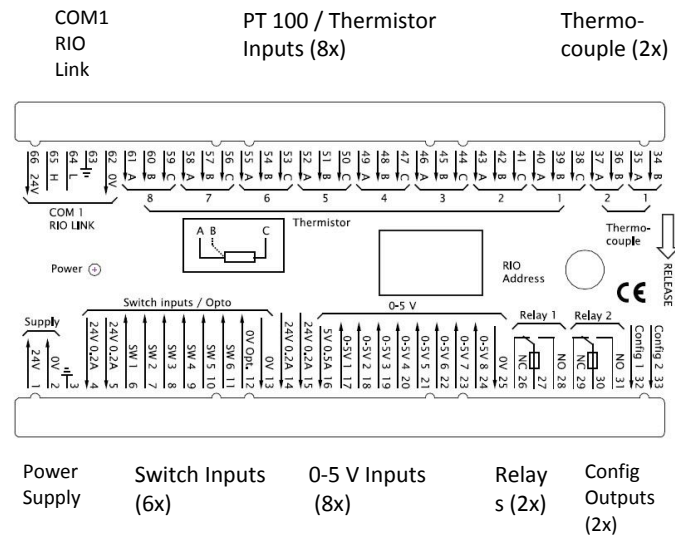 COM1
RIO
Link
PT 100 / Thermistor
Inputs (8x)
Thermo-
couple (2x)
66 24V
65 H
64 L
63
62 0V
61 A
60 B
59 C
58 A
57 B
56 C
55 A
54 B
53 C
52 A
51 B
50 C
49 A
48 B
47 C
46 A
45 B
44 C
43 A
42 B
41 C
40 A
39 B
38 C
37 A
36 B
35 A
34 B
8 7 6 5 4 3 2 1 2 1
COM 1
RIO LINK
Thermistor
A B C
Thermo-
couple
RELEASE
Power
RIO
Address
CE
Supply
Switch inputs / Opto
0-5 V
Relay 1
Relay 2
24V 1
0V 2
3
24V 0.2A 4
24V 0.2A 5
SW 1 6
SW 2 7
SW 3 8
SW 4 9
SW 5 10
SW 6 11
0V Opt. 12
0V 13
24V 0.2A 14
24V 0.2A 15
5V 0.5A 16
0-5V 1 17
0-5V 2 18
0-5V 3 19
0-5V 4 20
0-5V 5 21
0-5V 6 22
0-5V 7 23
0-5V 8 24
0V 25
NC 26
27
NO 28
NC 29
30
NO 31
Config 1 32
Config 2 33
Power
Supply
Switch Inputs
(6x)
0-5 V Inputs
(8x)
Relay
s (2x)
Config
Outputs
(2x)